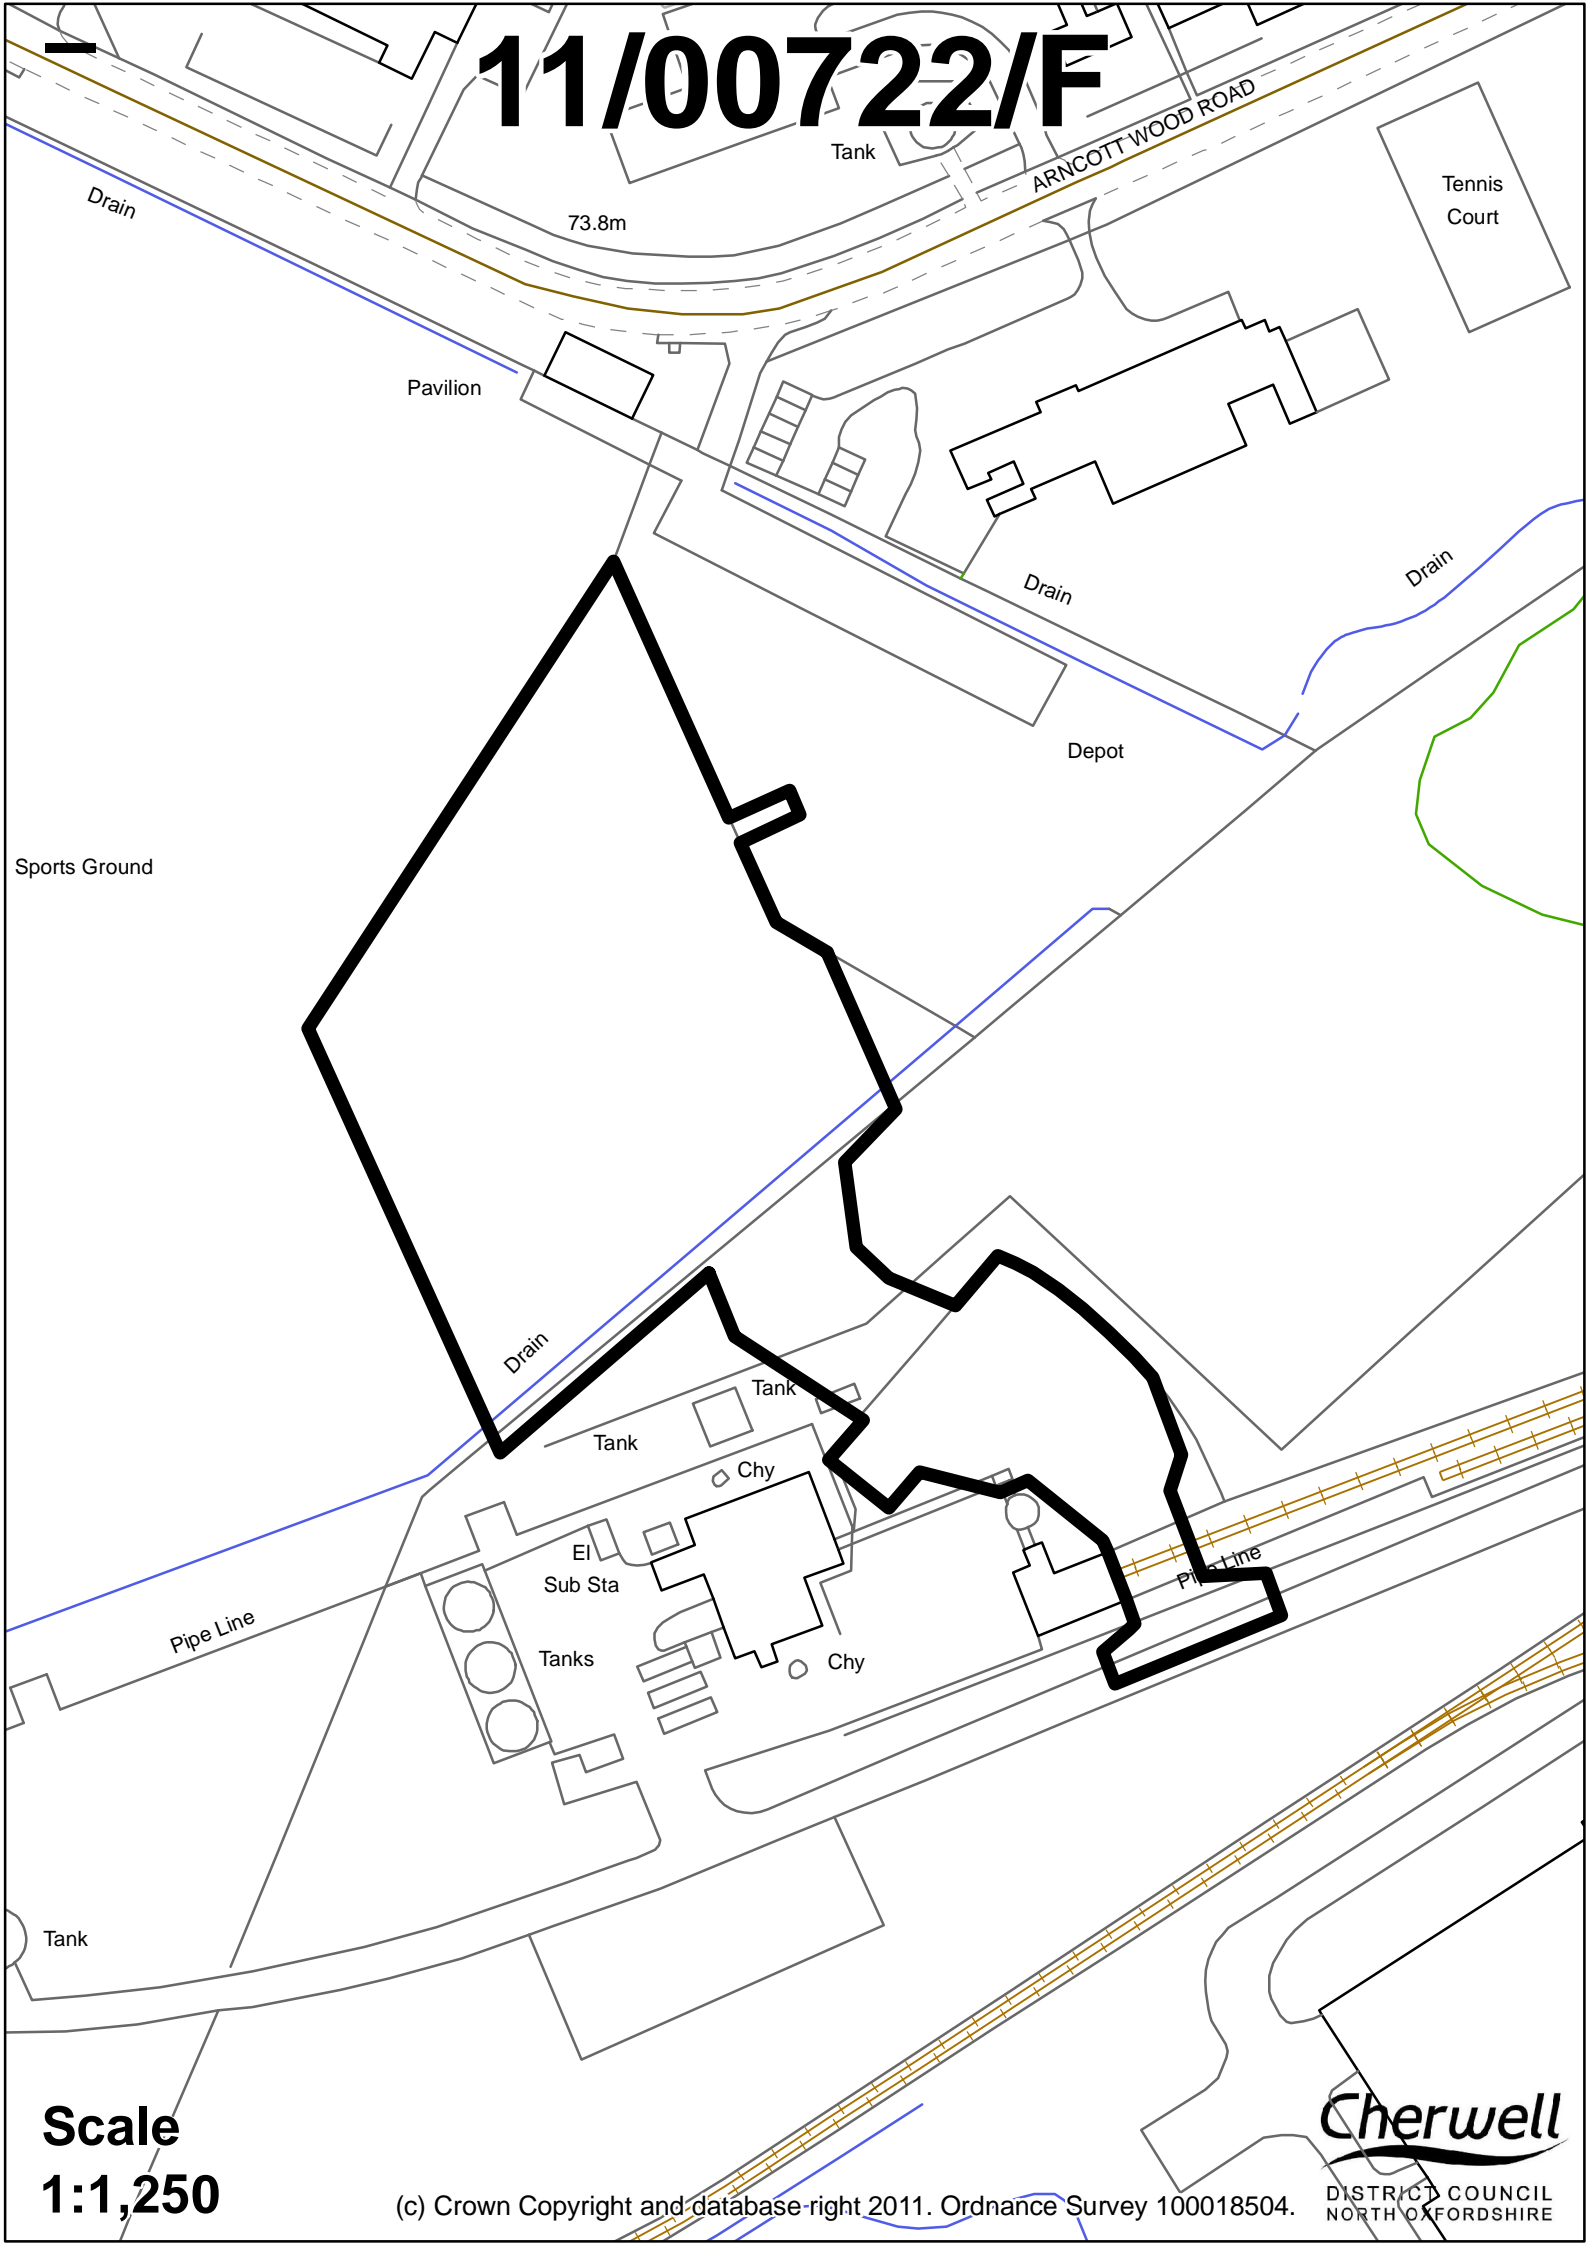 11/00722/F
Tank
ARNCOTT WOOD ROAD
Tennis
Court
Drain
73.8m
Pavilion
Drain
Drain
Depot
Sports Ground
Drain
Tank
Tank
Chy
El
Sub Sta
Pipe Line
Pipe Line
Tanks
Chy
Tank
Scale
1:1,250
(c) Crown Copyright and database right 2011. Ordnance Survey 100018504.
Cherwell
DISTRICT COUNCIL
NORTH OXFORDSHIRE